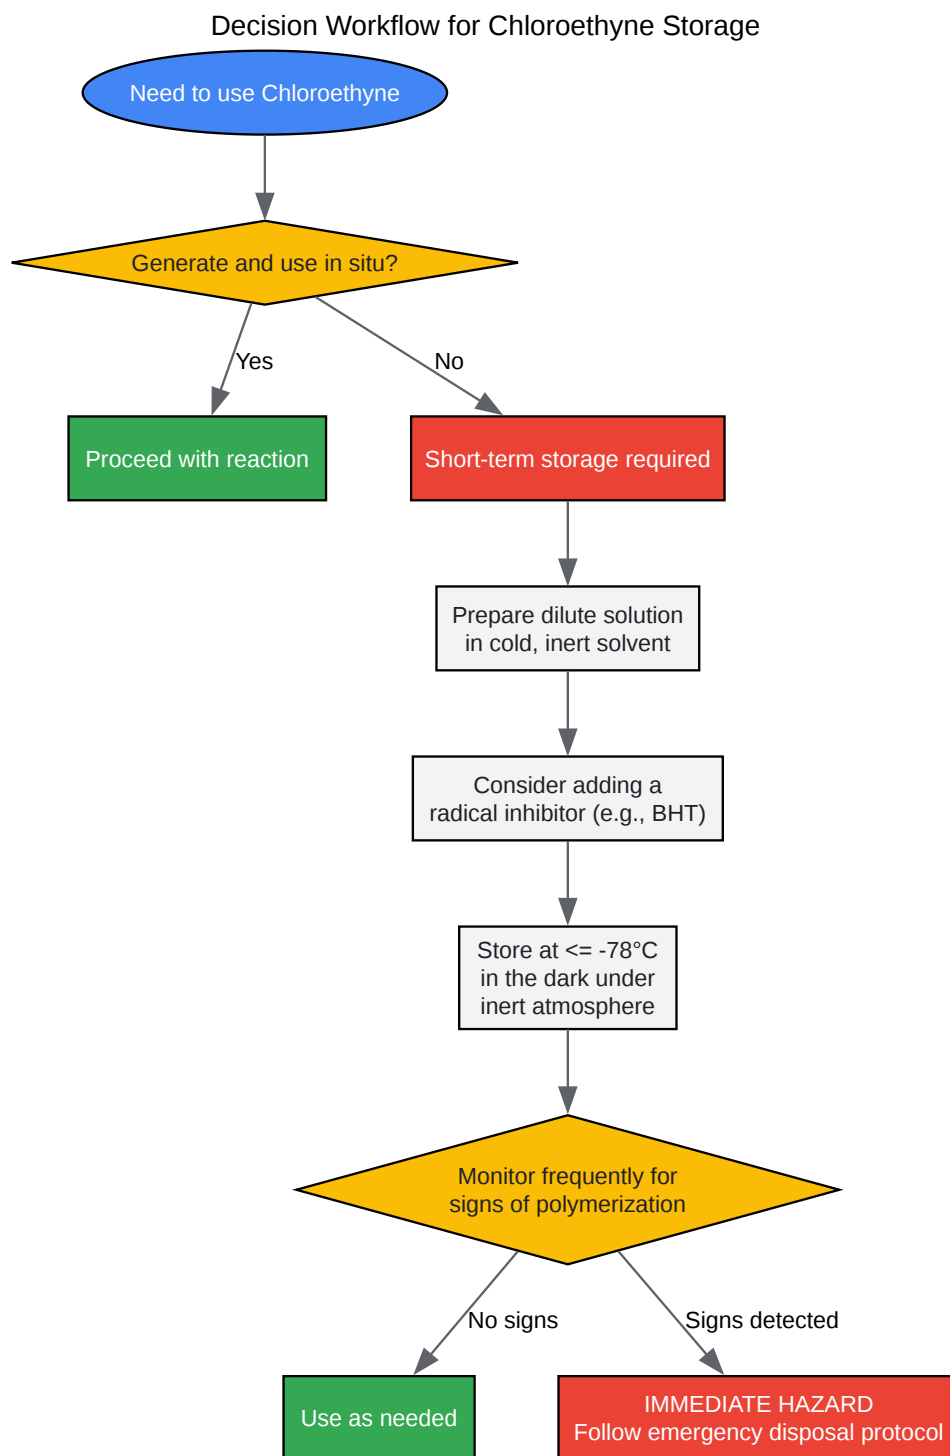 Decision Workflow for Chloroethyne Storage
Need to use Chloroethyne
Generate and use in situ?
Yes
No
Proceed with reaction
Short-term storage required
Prepare dilute solution
in cold, inert solvent
Consider adding a
radical inhibitor (e.g., BHT)
Store at <= -78°C
in the dark under
inert atmosphere
Monitor frequently for
signs of polymerization
No signs
Signs detected
Use as needed
IMMEDIATE HAZARD
Follow emergency disposal protocol